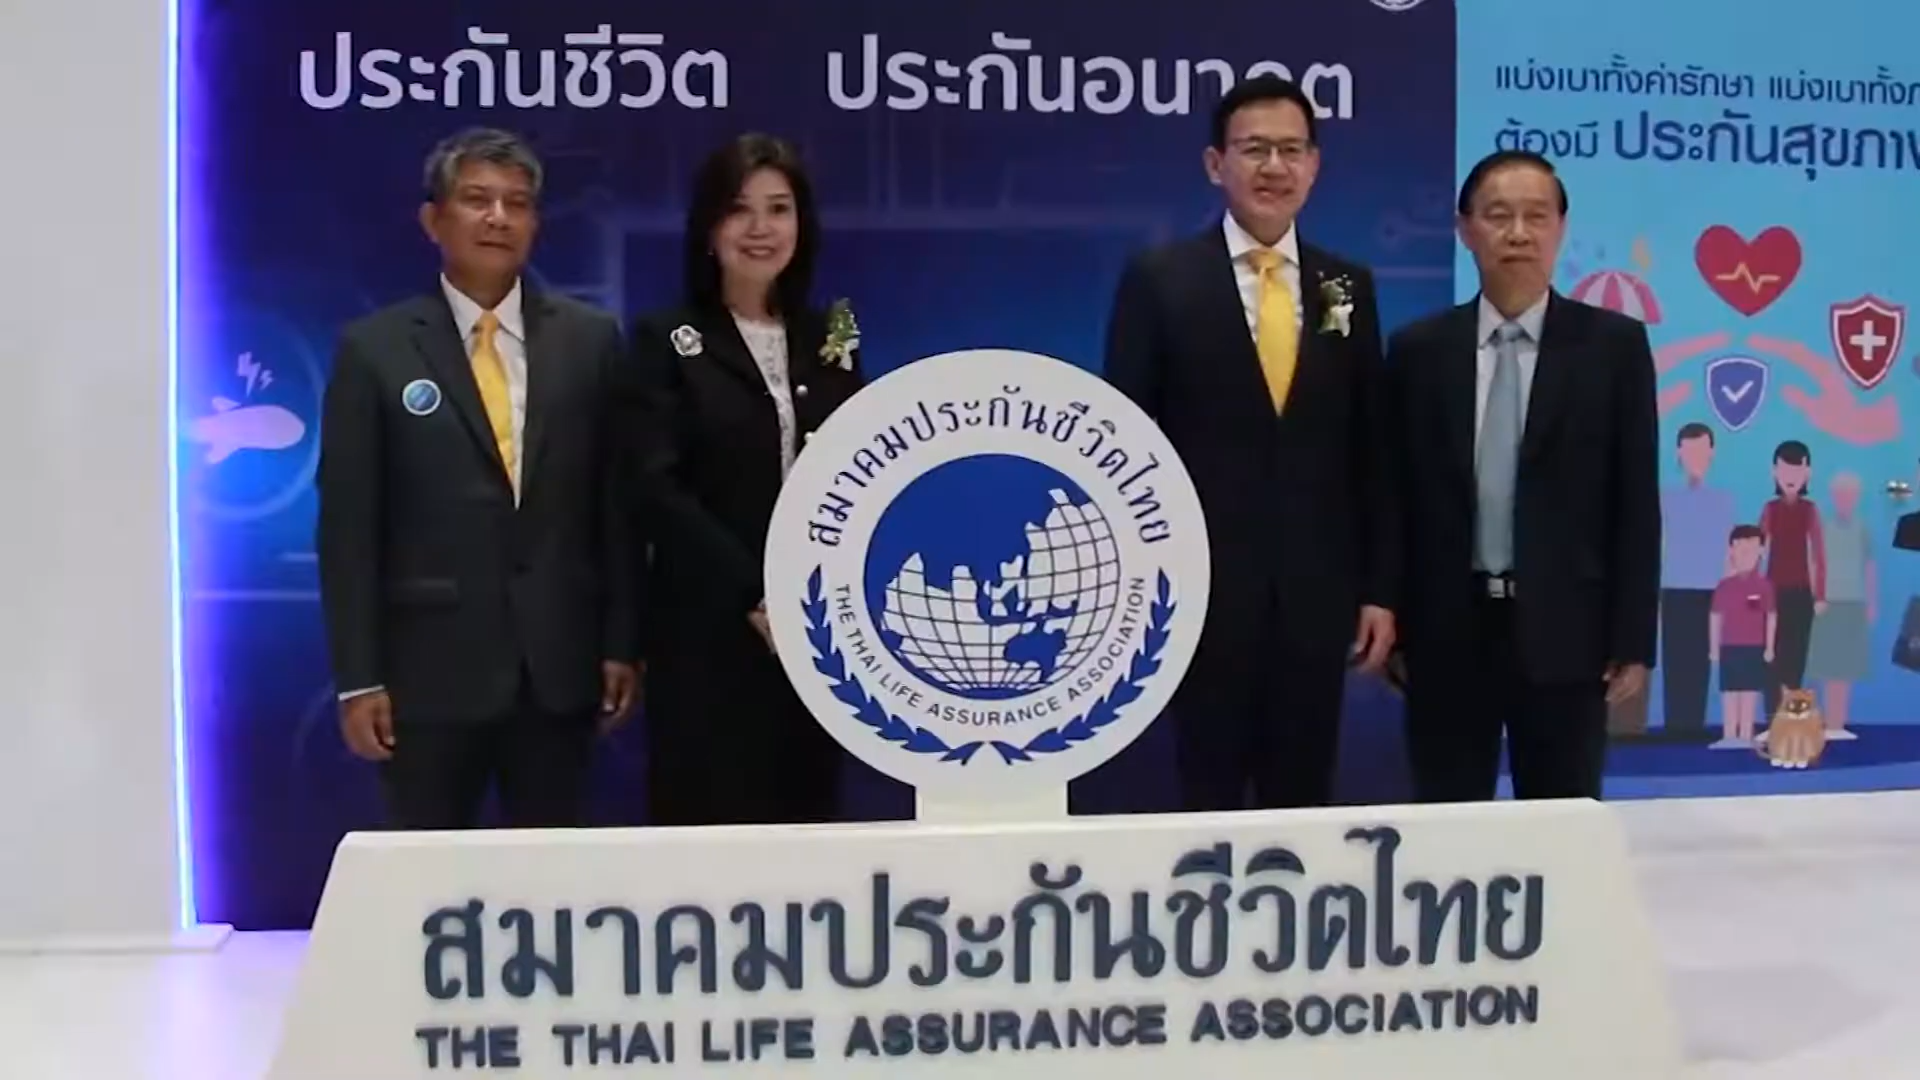 ประกันชีวิต ประกันอนาคต
แบ่งเบาทั้งค่ารักษา แบ่งเบาทั้ง
ต้องมี ประกันสุขภาพ
สมาคมประกันชีวิตไทย
THE THAI LIFE ASSURANCE ASSOCIATION
สมาคมประกันชีวิตไทย
THE THAI LIFE ASSURANCE ASSOCIATION